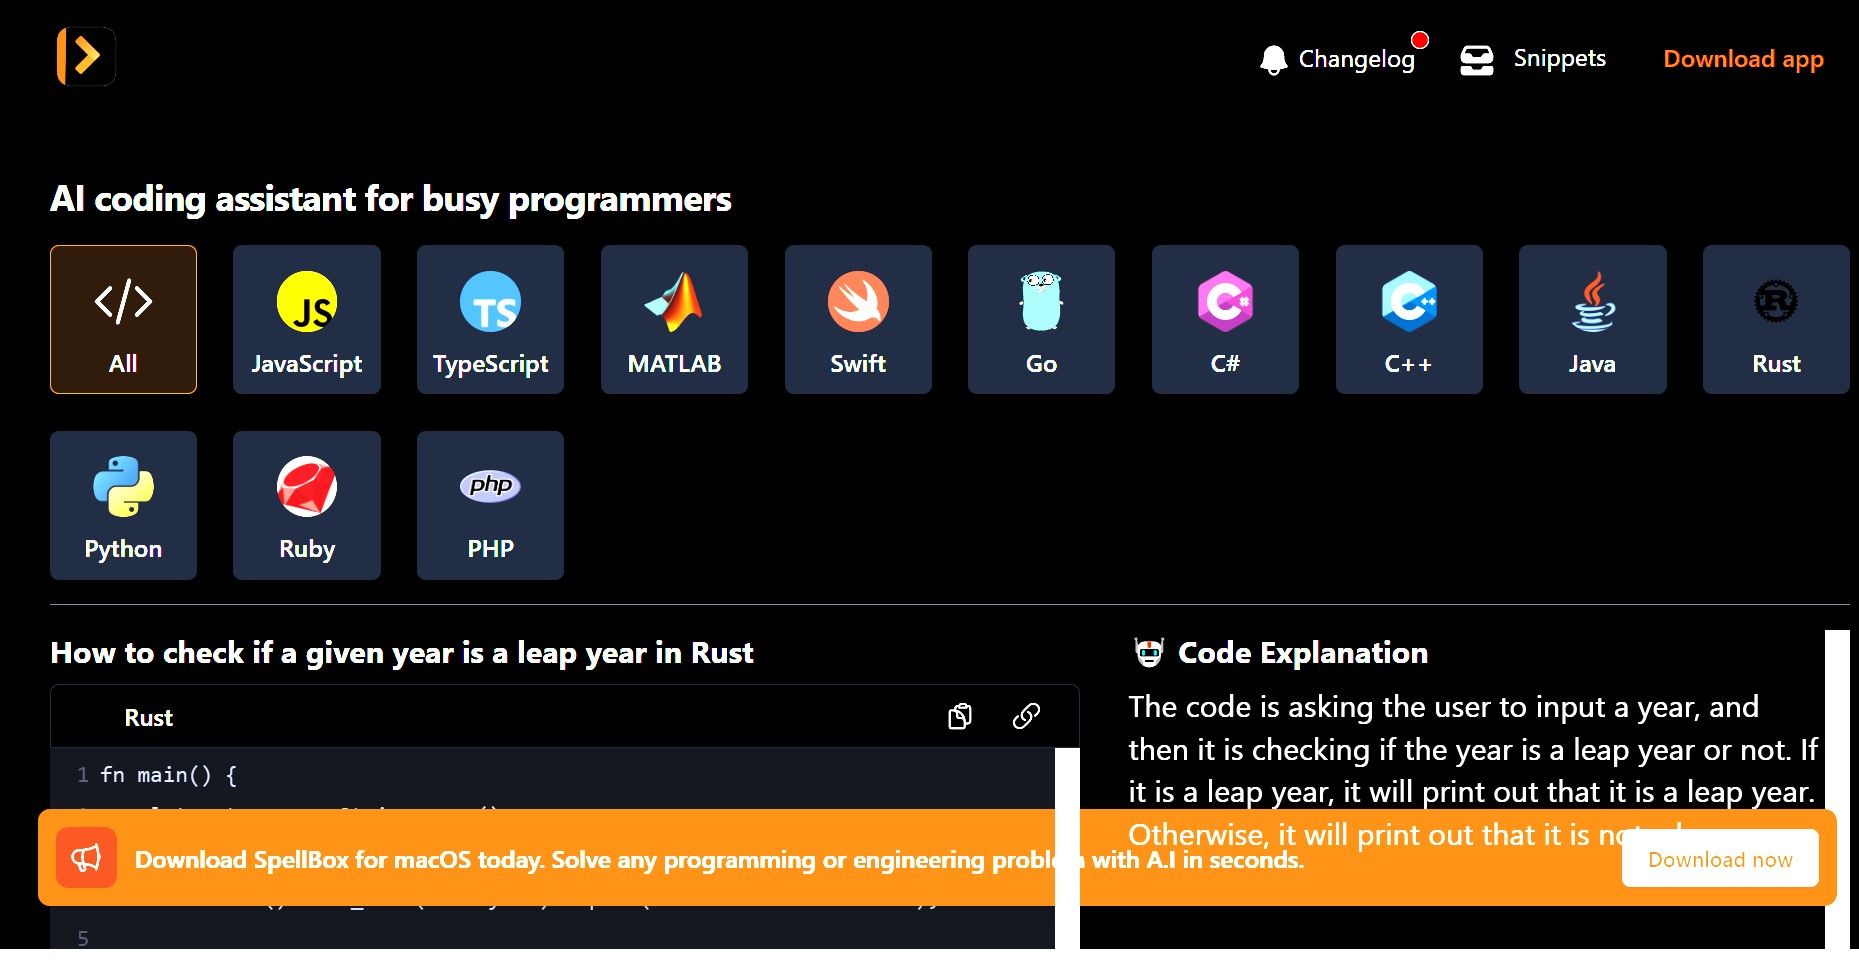 Changelog
Snippets
Download app
AI coding assistant for busy programmers
All
JS
JavaScript
TS
TypeScript
MATLAB
Swift
Go
C#
C#
C++
C++
Java
R
Rust
Python
Ruby
php
PHP
How to check if a given year is a leap year in Rust
Rust
1 fn main() {
5
Code Explanation
The code is asking the user to input a year, and
then it is checking if the year is a leap year or not. If
it is a leap year, it will print out that it is a leap year.
Otherwise, it will print out that it is
Download SpellBox for macOS today. Solve any programming or engineering with A.I in seconds.
Download now